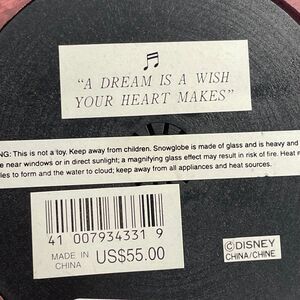 ♫
“A DREAM IS A WISH
YOUR HEART MAKES”
NG: This is not a toy. Keep away from children. Snowglobe is made of glass and is heavy and
e near windows or in direct sunlight; a magnifying glass effect may result in risk of fire. Heat m
les to form and the water to cloud; keep away from all appliances and heat sources.
41 007934331 9
MADE IN
CHINA
US$55.00
©DISNEY
CHINA/CHINE